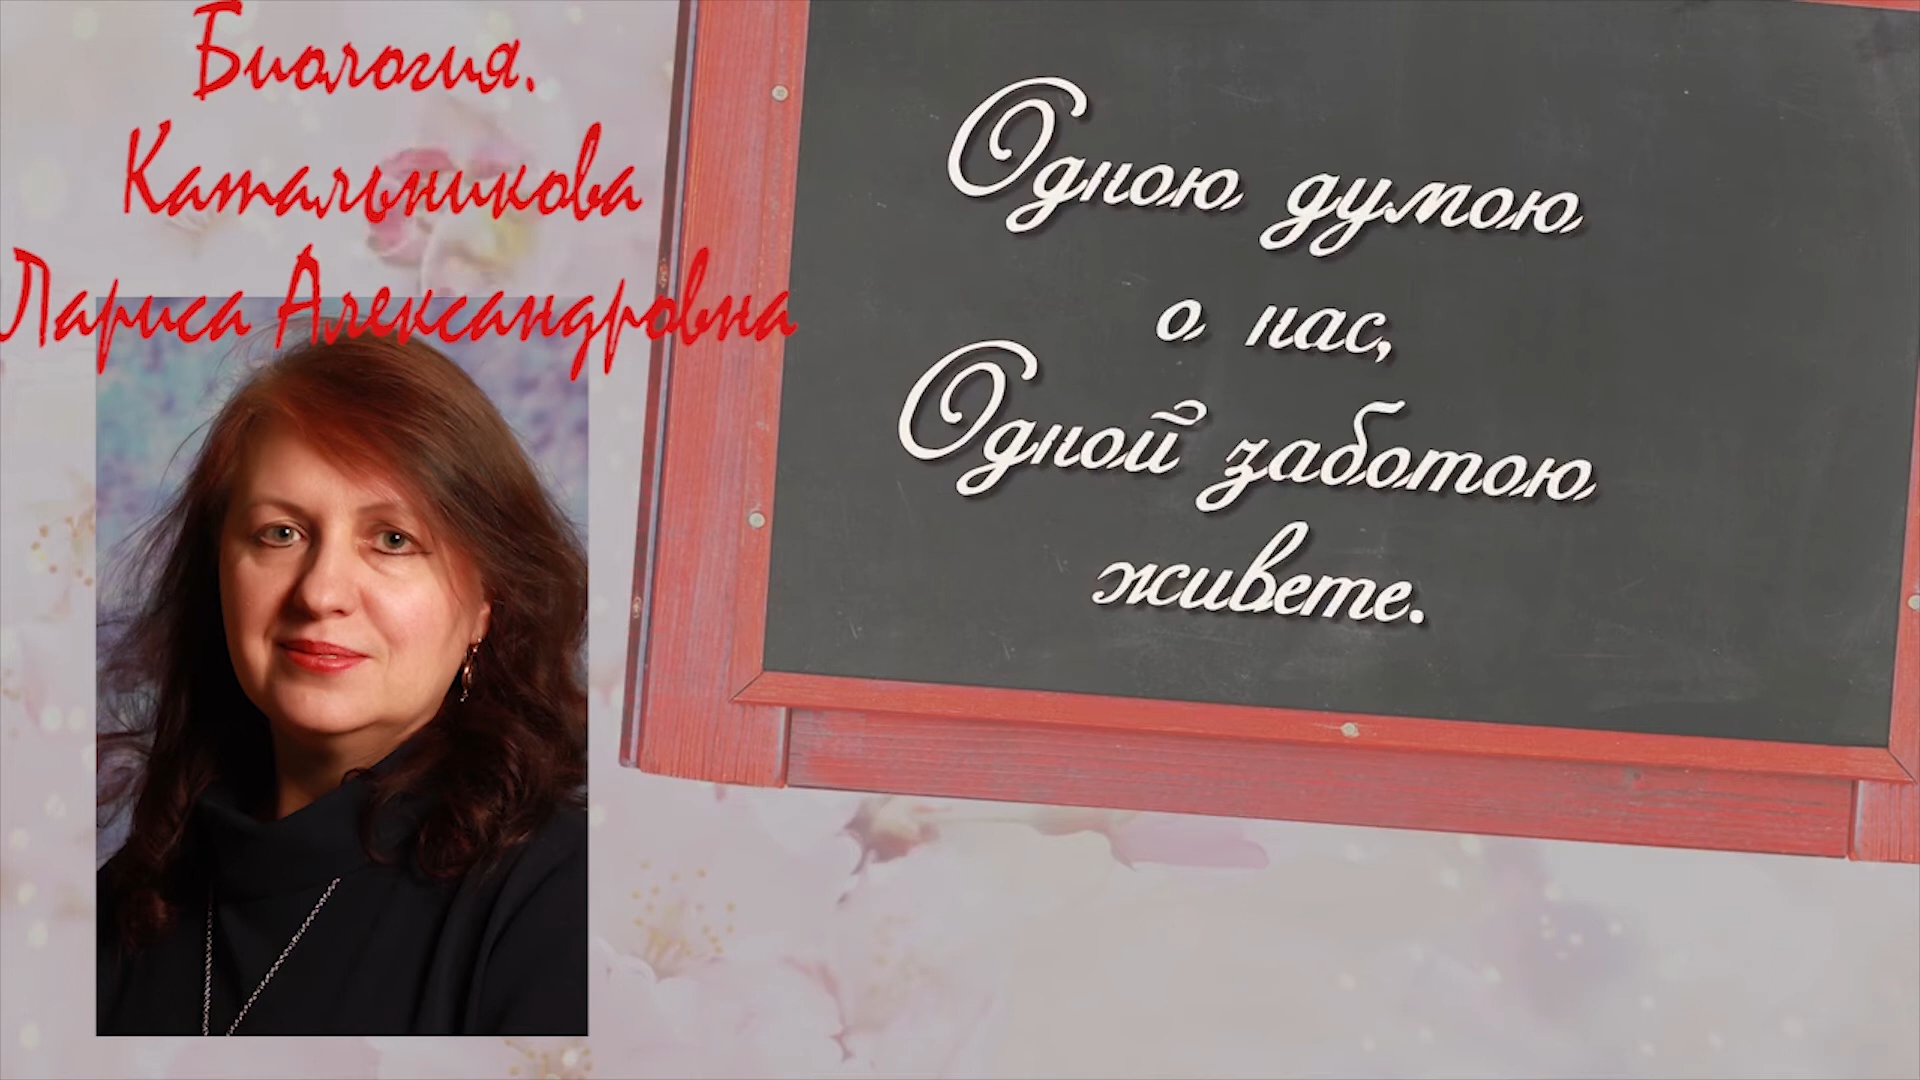 Биология.
Катальникова
Лариса Александровна
Одною думою
о нас,
Одной заботою
живете.